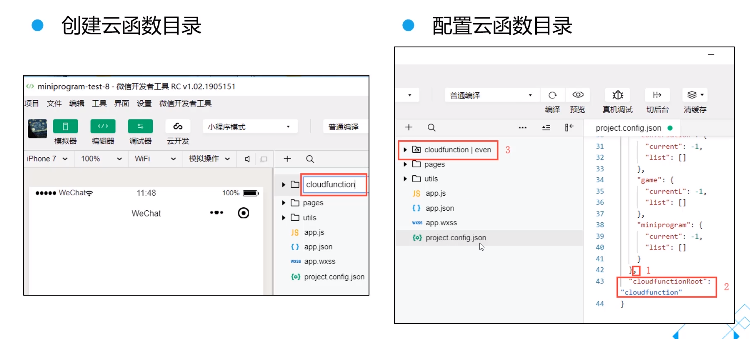 创建云函数目录
miniprogram-test-8 - 微信开发者工具 RC v1.02.1905151
项目 文件 编辑 工具 界面 设置 微信开发者工具
小程序模式
普通编译
模拟器 编辑器 调试器 云开发
iPhone 7 100% WiFi 模拟操作
WeChat 11:48 100%
WeChat
cloudfunction
pages
utils
JS app.js
{ } app.json
wxss app.wxss
{o} project.config.json
配置云函数目录
普通编译
编译 预览 真机调试 切后台 清缓存
project.config.json
cloudfunction | even 3
pages
utils
JS app.js
{ } app.json
wxss app.wxss
{o} project.config.json
31 "current": -1,
32 "list": []
33 },
34 "game": {
35 "currentL": -1,
36 "list": []
37 },
38 "miniprogram": {
39 "current": -1,
40 "list": []
41 }
42 }, 1
43 "cloudfunctionRoot":
"cloudfunction" 2
44 }